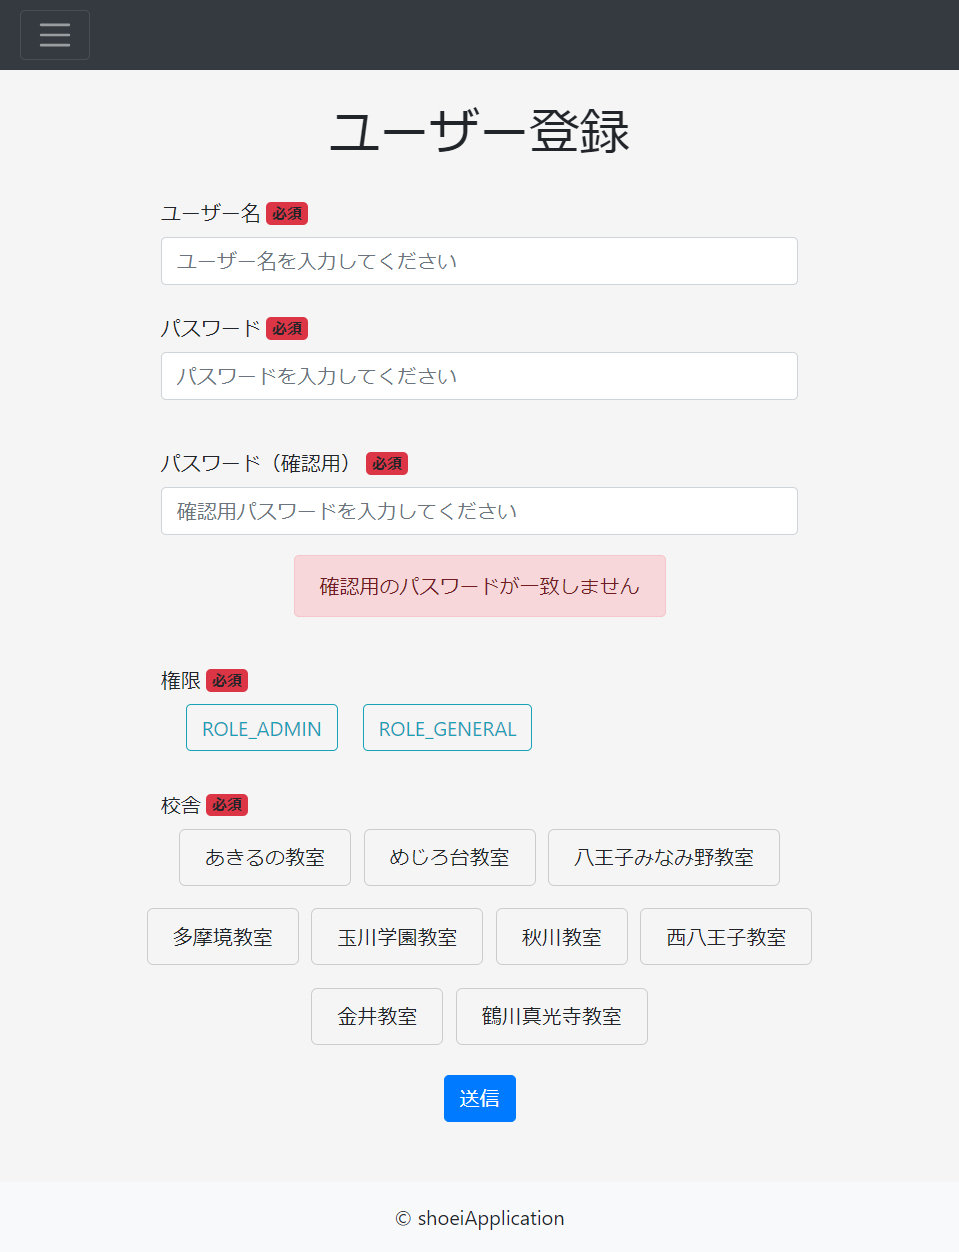 ユーザー登録
ユーザー名 必須
ユーザー名を入力してください
パスワード 必須
パスワードを入力してください
パスワード（確認用） 必須
確認用パスワードを入力してください
確認用のパスワードが一致しません
権限 必須
ROLE_ADMIN ROLE_GENERAL
校舎 必須
あきるの教室 めじろ台教室 八王子みなみ野教室
多摩境教室 玉川学園教室 秋川教室 西八王子教室
金井教室 鶴川真光寺教室
送信
© shoeiApplication